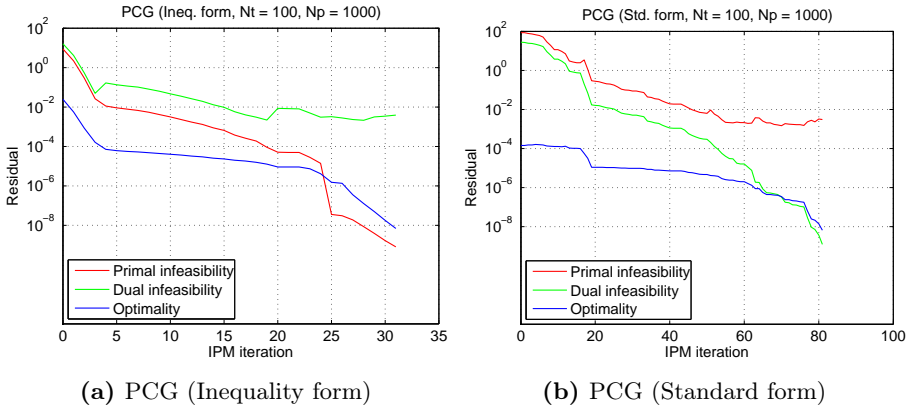 PCG (Ineq. form, Nt = 100, Np = 1000)
10^2
10^0
10^-2
10^-4
10^-6
10^-8
Residual
Primal infeasibility
Dual infeasibility
Optimality
0 5 10 15 20 25 30 35
IPM iteration
(a) PCG (Inequality form)
PCG (Std. form, Nt = 100, Np = 1000)
10^2
10^0
10^-2
10^-4
10^-6
10^-8
Residual
Primal infeasibility
Dual infeasibility
Optimality
0 20 40 60 80 100
IPM iteration
(b) PCG (Standard form)